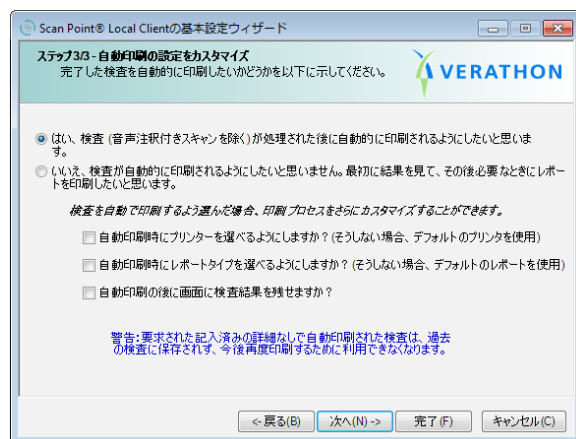 Scan Point® Local Clientの基本設定ウィザード
ステップ3/3 - 自動印刷の設定をカスタマイズ
完了した検査を自動的に印刷したいかどうかを以下に示してください。
VERATHON
はい、検査 (音声注釈付きスキャンを除く)が処理された後に自動的に印刷されるようにしたいと思いま
す。
いいえ、検査が自動的に印刷されるようにしたいと思いません。最初に結果を見て、その後必要なときにレポー
トを印刷したいと思います。
検査を自動で印刷するよう選んだ場合、印刷プロセスをさらにカスタマイズすることができます。
自動印刷時にプリンターを選べるようにしますか？(そうしない場合、デフォルトのプリンタを使用)
自動印刷時にレポートタイプを選べるようにしますか？(そうしない場合、デフォルトのレポートを使用)
自動印刷の後に画面に検査結果を残せますか？
警告:要求された記入済みの詳細なしで自動印刷された検査は、過去
の検査に保存されず、今後再度印刷するために利用できなくなります。
<- 戻る(B) 次へ(N) -> 完了(F) キャンセル(C)